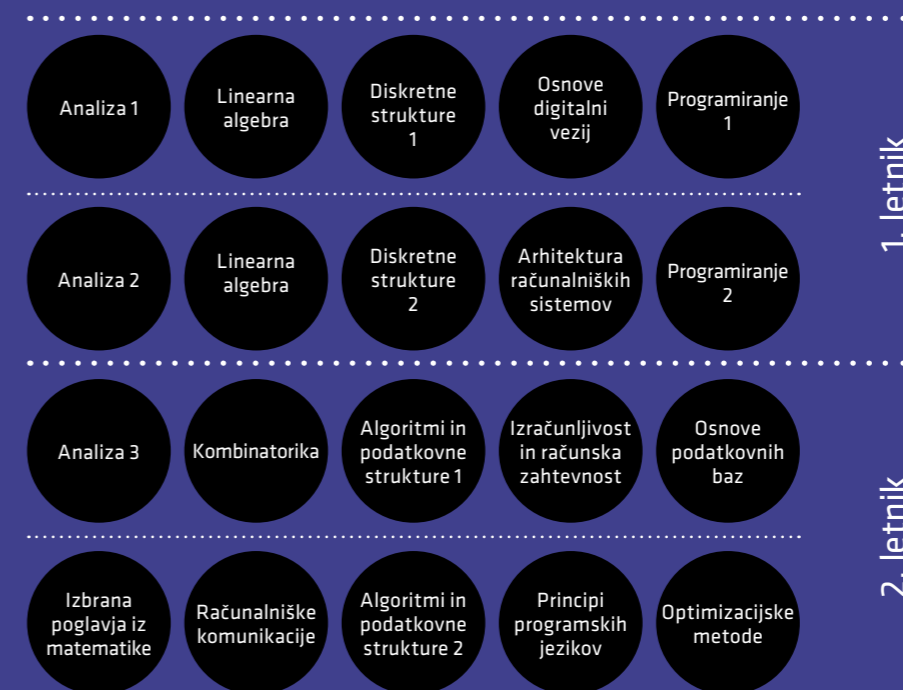 Analiza 1
Linearna
algebra
Diskretne
strukture
1
Osnove
digitalni
vezij
Programiranje
1
Analiza 2
Linearna
algebra
Diskretne
strukture
2
Arhitektura
računalniških
sistemov
Programiranje
2
1. letnik
Analiza 3
Kombinatorika
Algoritmi in
podatkovne
strukture 1
Izračunljivost
in računska
zahtevnost
Osnove
podatkovnih
baz
Izbrana
poglavja iz
matematike
Računalniške
komunikacije
Algoritmi in
podatkovne
strukture 2
Principi
programskih
jezikov
Optimizacijske
metode
2. letnik